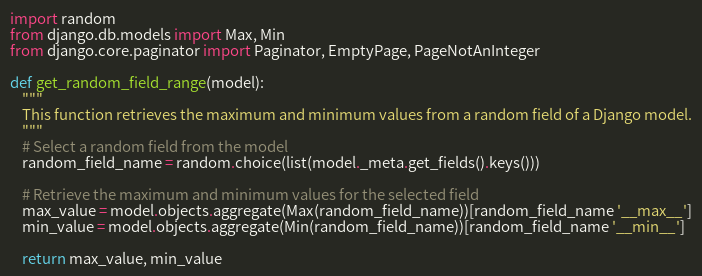 import random
from django.db.models import Max, Min
from django.core.paginator import Paginator, EmptyPage, PageNotAnInteger
def get_random_field_range(model):
"""
This function retrieves the maximum and minimum values from a random field of a Django model.
"""
# Select a random field from the model
random_field_name = random.choice(list(model._meta.get_fields().keys()))
# Retrieve the maximum and minimum values for the selected field
max_value = model.objects.aggregate(Max(random_field_name))[random_field_name '__max__']
min_value = model.objects.aggregate(Min(random_field_name))[random_field_name '__min__']
return max_value, min_value